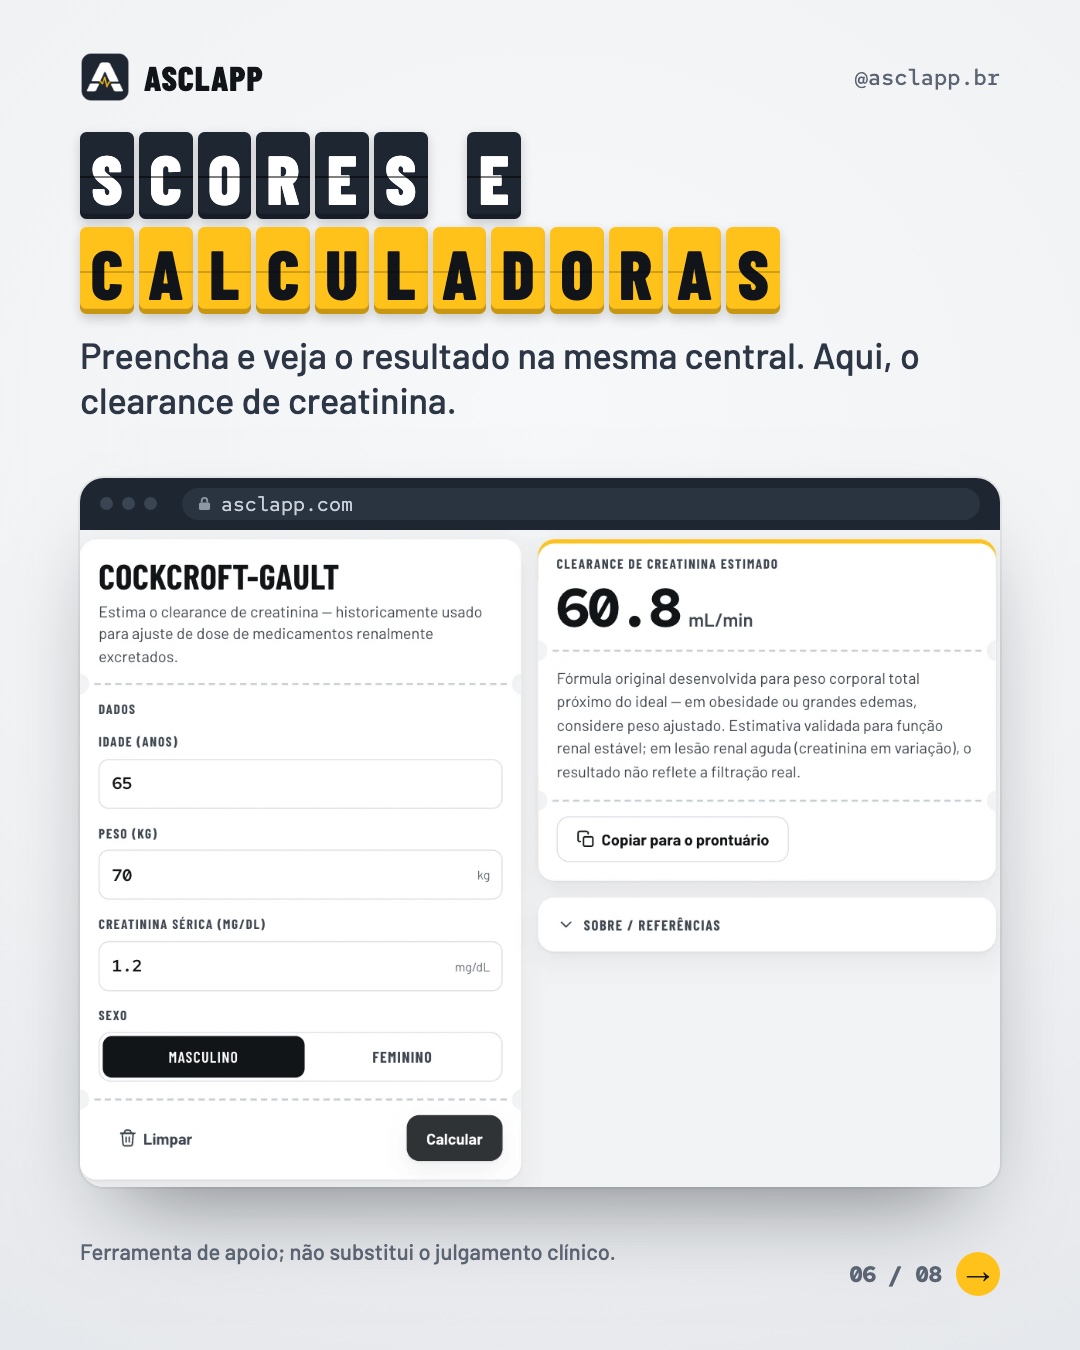 ASCLAPP
@asclapp.br
SCORES E
CALCULADORAS
Preencha e veja o resultado na mesma central. Aqui, o
clearance de creatinina.
asclapp.com
COCKCROFT-GAULT
Estima o clearance de creatinina — historicamente usado
para ajuste de dose de medicamentos renalmente
excretados.
DADOS
IDADE (ANOS)
65
PESO (KG)
70 kg
CREATININA SÉRICA (MG/DL)
1.2 mg/dL
SEXO
MASCULINO FEMININO
Limpar Calcular
CLEARANCE DE CREATININA ESTIMADO
60.8 mL/min
Fórmula original desenvolvida para peso corporal total
próximo do ideal — em obesidade ou grandes edemas,
considere peso ajustado. Estimativa validada para função
renal estável; em lesão renal aguda (creatinina em variação), o
resultado não reflete a filtração real.
Copiar para o prontuário
SOBRE / REFERÊNCIAS
Ferramenta de apoio; não substitui o julgamento clínico.
06 / 08 →